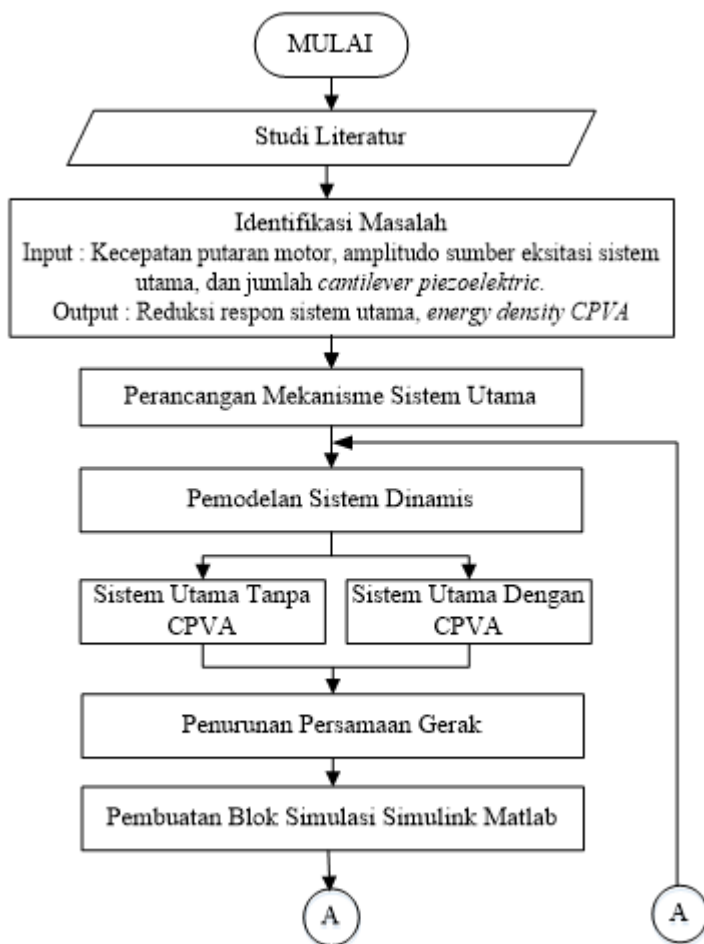 MULAI
Studi Literatur
Identifikasi Masalah
Input : Kecepatan putaran motor, amplitudo sumber eksitasi sistem
utama, dan jumlah cantilever piezoelektric.
Output : Reduksi respon sistem utama, energy density CPVA
Perancangan Mekanisme Sistem Utama
Pemodelan Sistem Dinamis
Sistem Utama Tanpa
CPVA
Sistem Utama Dengan
CPVA
Penurunan Persamaan Gerak
Pembuatan Blok Simulasi Simulink Matlab
A
A